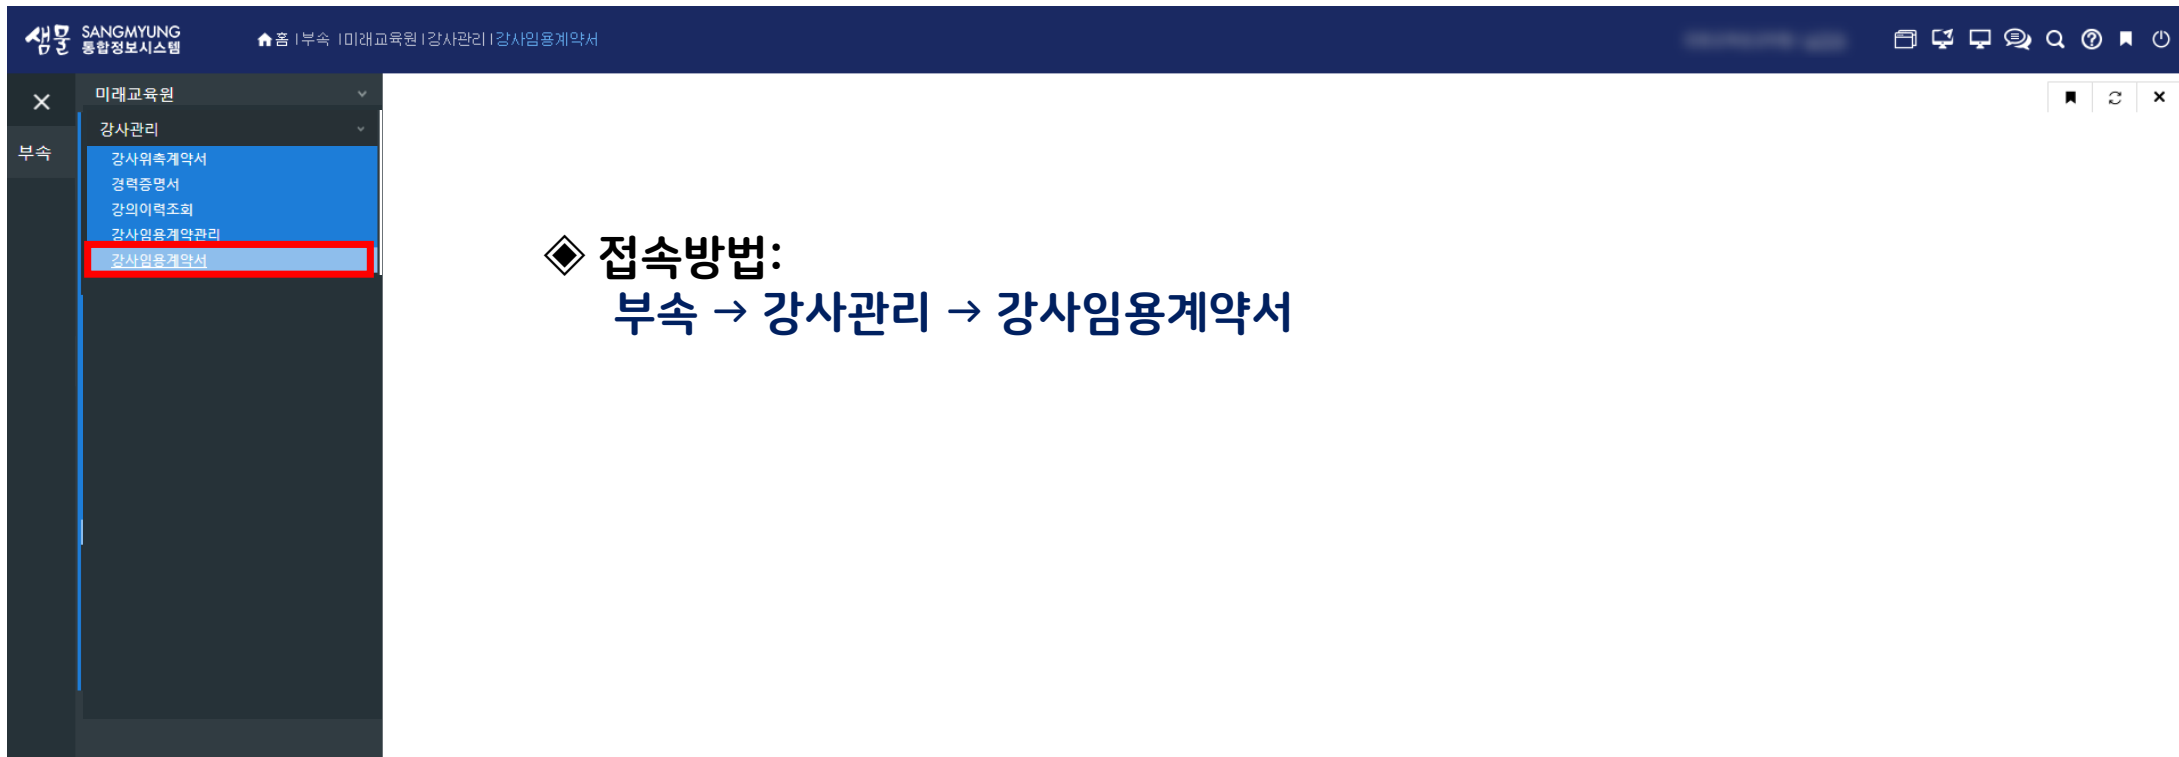 샘물 SANGMYUNG 통합정보시스템
홈 | 부속 | 미래교육원 | 강사관리 | 강사임용계약서
미래교육원
강사관리
부속
강사위촉계약서
경력증명서
강의이력조회
강사임용계약관리
강사임용계약서
◈ 접속방법:
부속 → 강사관리 → 강사임용계약서